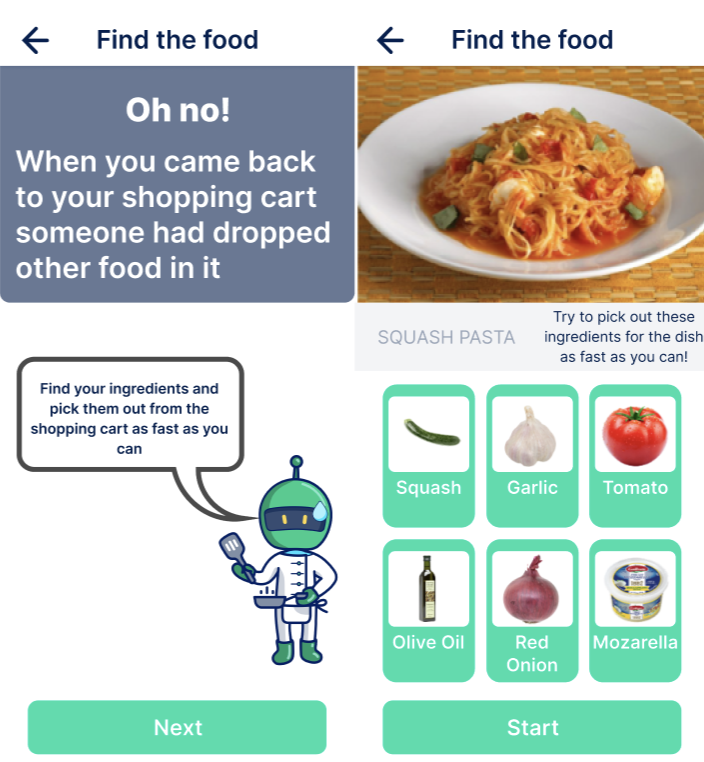 Find the food
Oh no!
When you came back
to your shopping cart
someone had dropped
other food in it
Find your ingredients and
pick them out from the
shopping cart as fast as you
can
Next
Find the food
SQUASH PASTA
Try to pick out these
ingredients for the dish
as fast as you can!
Squash
Garlic
Tomato
Olive Oil
Red
Onion
Mozarella
Start